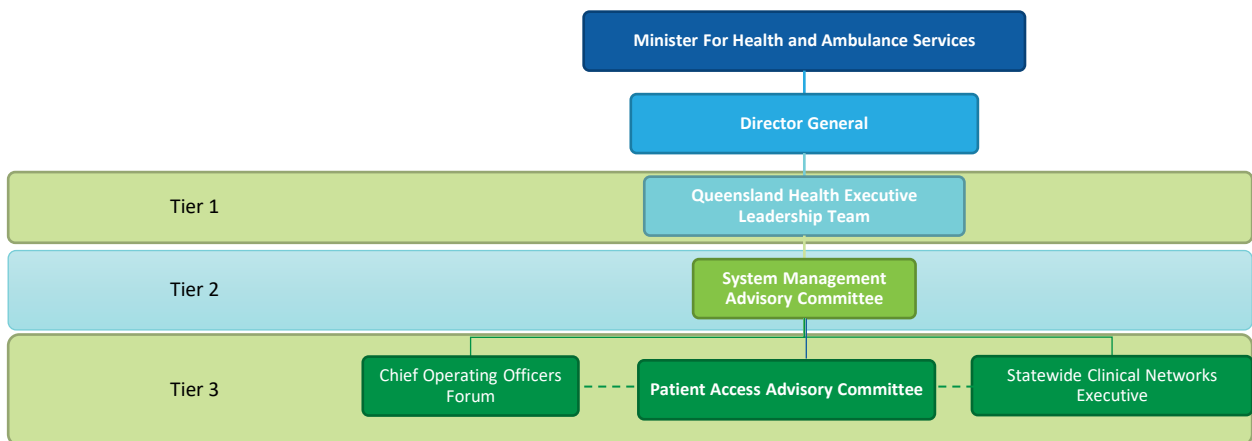 Minister For Health and Ambulance Services
Director General
Tier 1
Queensland Health Executive
Leadership Team
Tier 2
System Management
Advisory Committee
Tier 3
Chief Operating Officers
Forum
Patient Access Advisory Committee
Statewide Clinical Networks
Executive